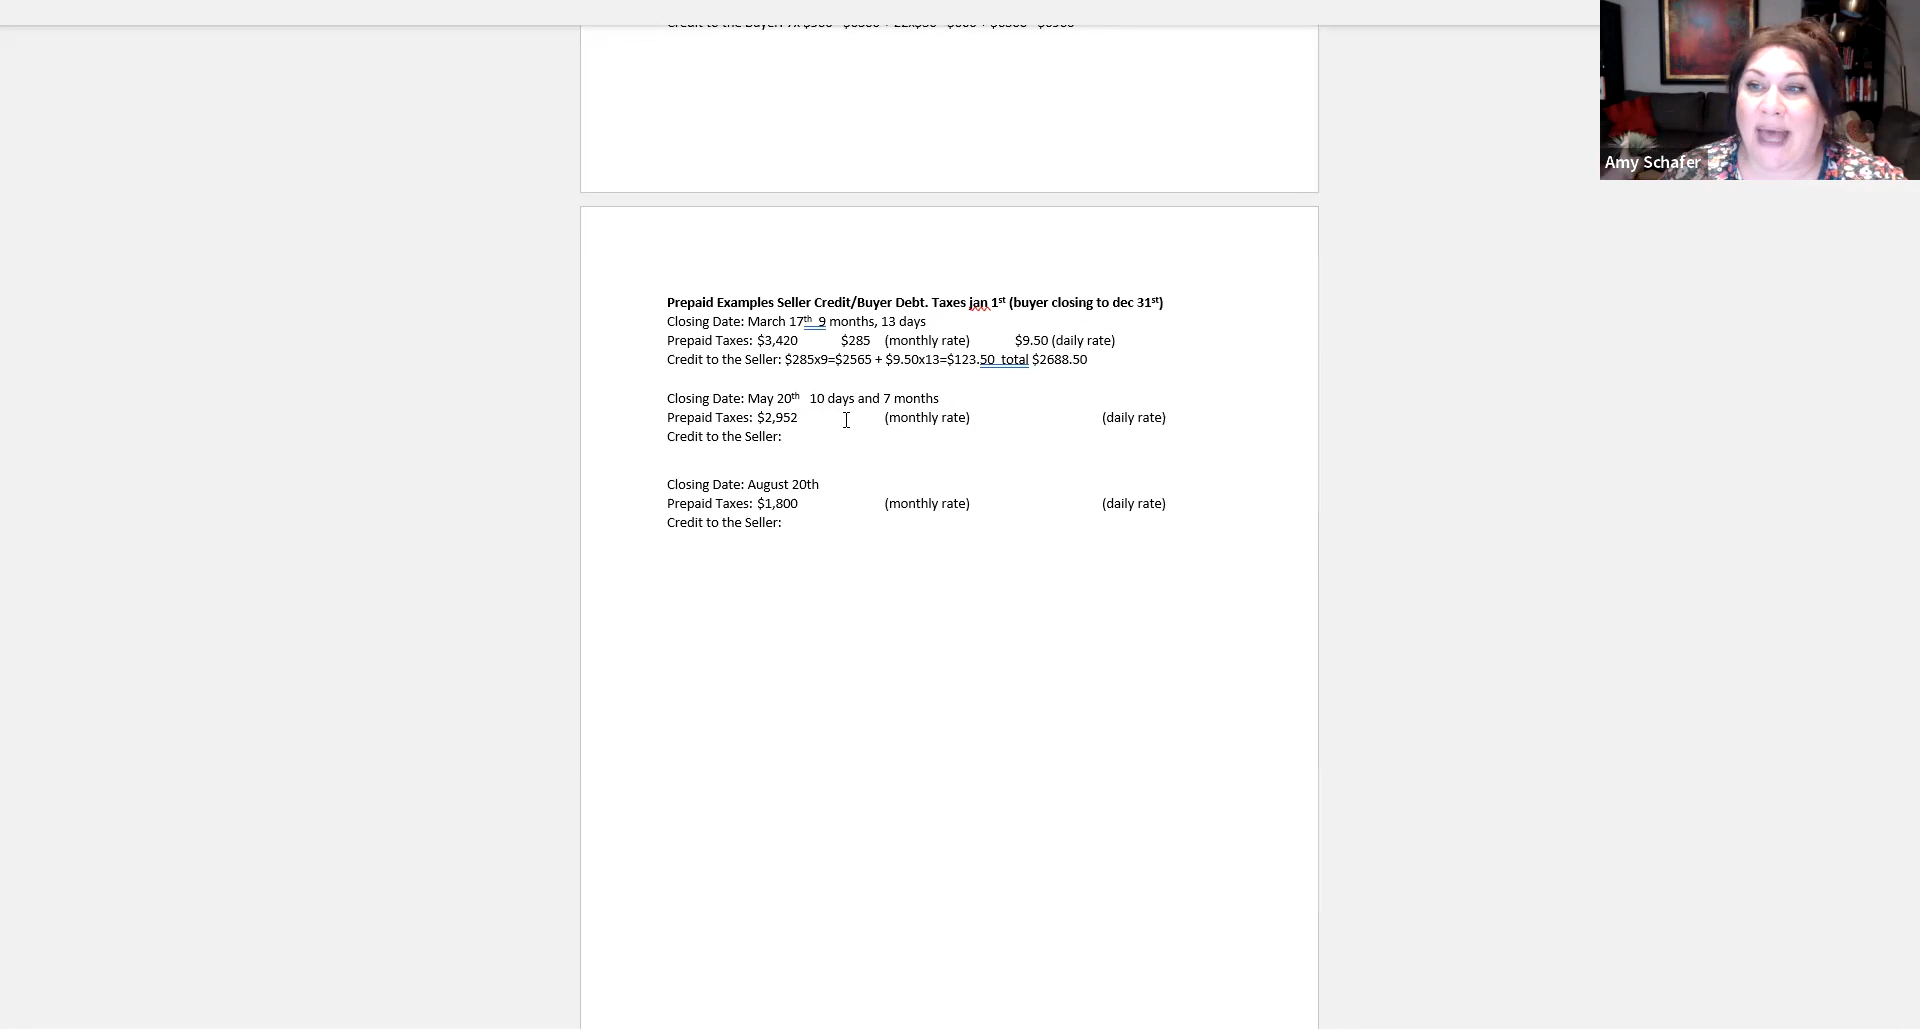 Amy Schafer
Prepaid Examples Seller Credit/Buyer Debt. Taxes jan 1st (buyer closing to dec 31st)
Closing Date: March 17th 9 months, 13 days
Prepaid Taxes: $3,420 $285 (monthly rate) $9.50 (daily rate)
Credit to the Seller: $285x9=$2565 + $9.50x13=$123.50 total $2688.50
Closing Date: May 20th 10 days and 7 months
Prepaid Taxes: $2,952 (monthly rate) (daily rate)
Credit to the Seller:
Closing Date: August 20th
Prepaid Taxes: $1,800 (monthly rate) (daily rate)
Credit to the Seller: